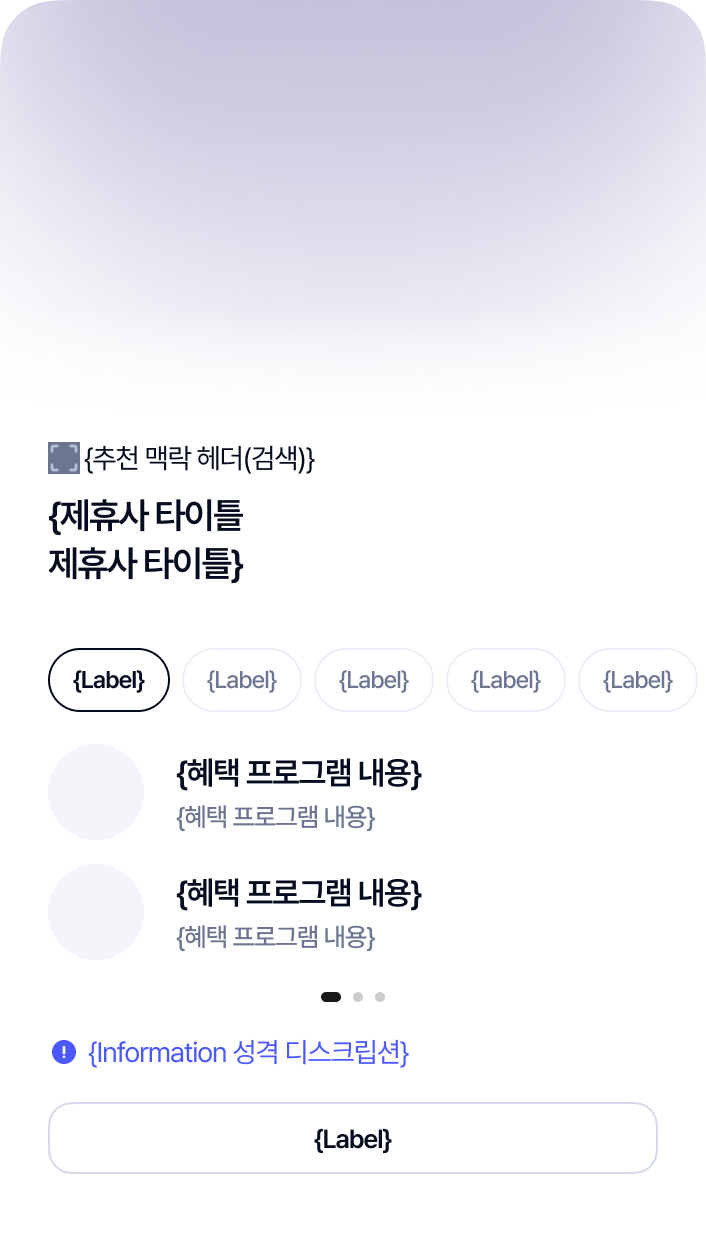 {추천 맥락 헤더(검색)}
{제휴사 타이틀
제휴사 타이틀}
{Label} {Label} {Label} {Label} {Label}
{혜택 프로그램 내용}
{혜택 프로그램 내용}
{혜택 프로그램 내용}
{혜택 프로그램 내용}
{Information 성격 디스크립션}
{Label}